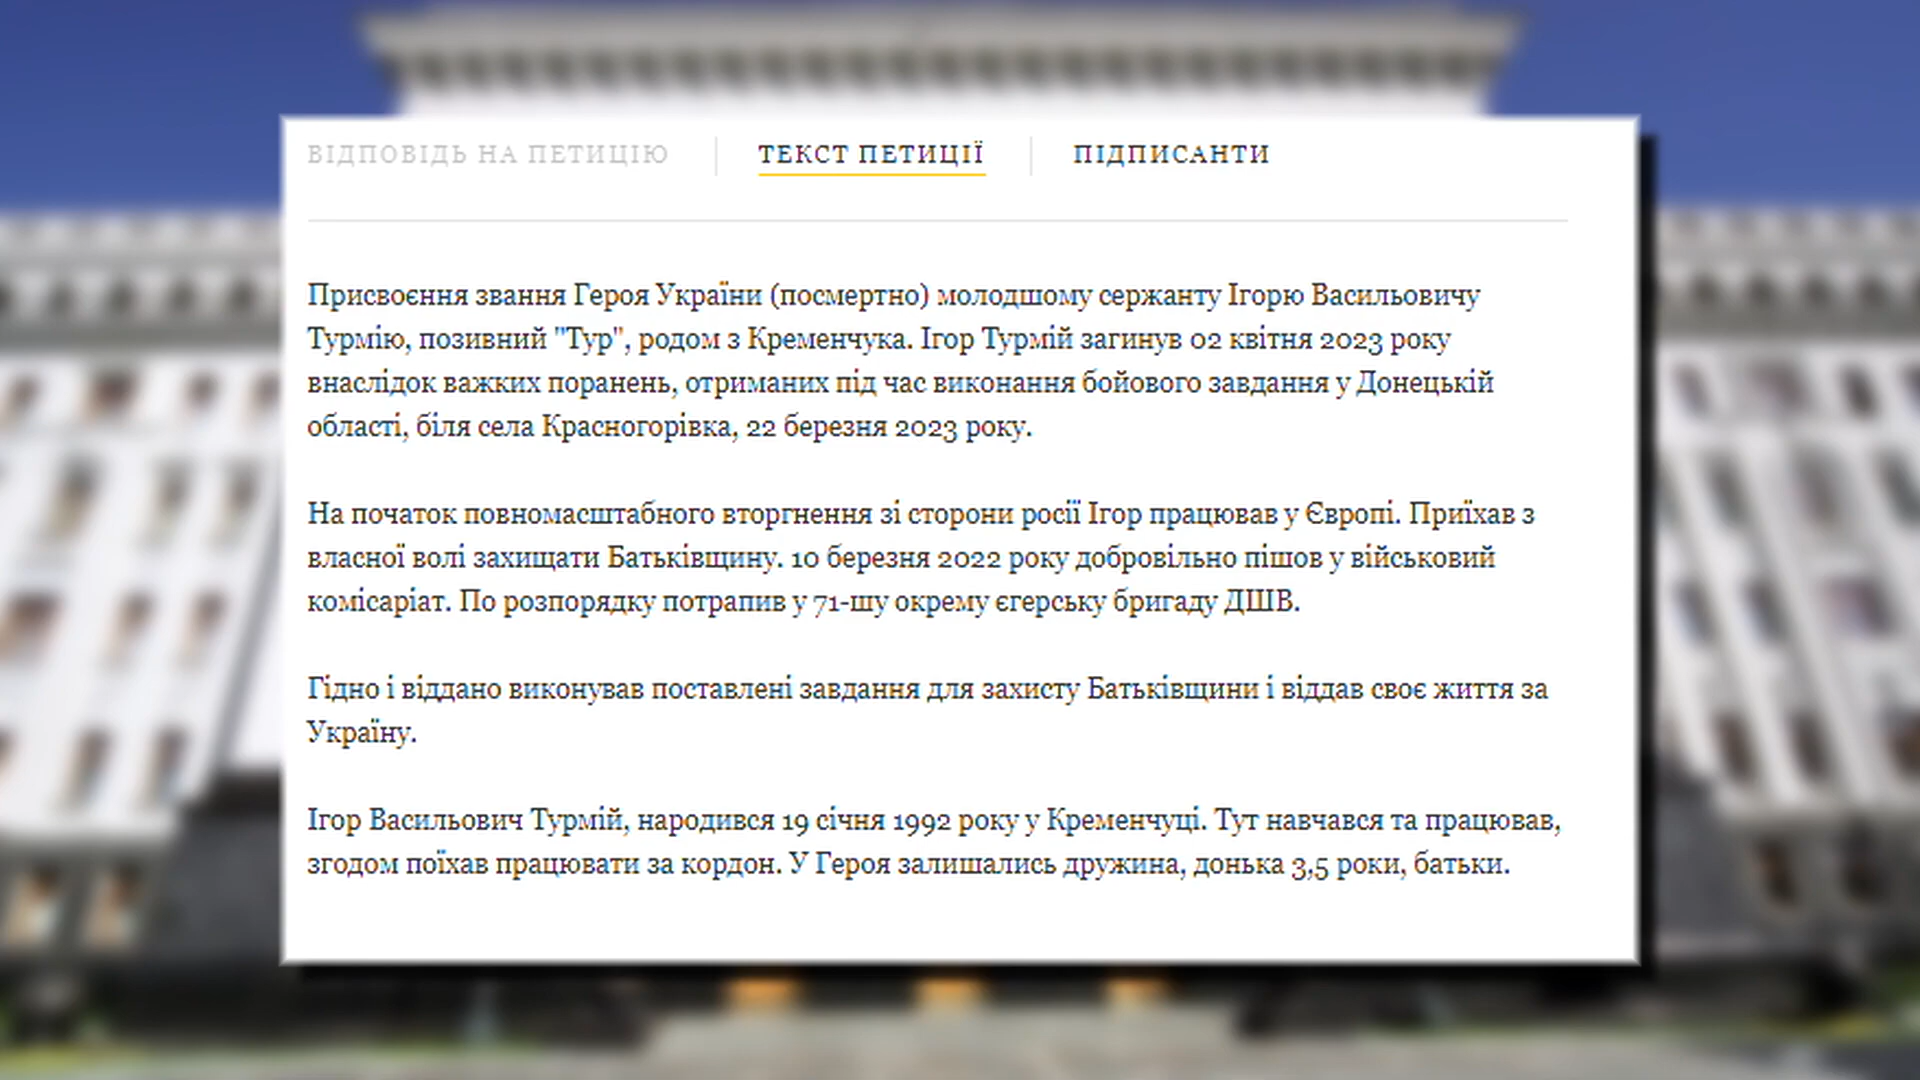 ВІДПОВІДЬ НА ПЕТИЦІЮ ТЕКСТ ПЕТИЦІЇ ПІДПИСАНТИ
Присвоєння звання Героя України (посмертно) молодшому сержанту Ігорю Васильовичу
Турмію, позивний "Тур", родом з Кременчука. Ігор Турмій загинув 02 квітня 2023 року
внаслідок важких поранень, отриманих під час виконання бойового завдання у Донецькій
області, біля села Красногорівка, 22 березня 2023 року.
На початок повномасштабного вторгнення зі сторони росії Ігор працював у Європі. Приїхав з
власної волі захищати Батьківщину. 10 березня 2022 року добровільно пішов у військовий
комісаріат. По розпорядку потрапив у 71-шу окрему єгерську бригаду ДШВ.
Гідно і віддано виконував поставлені завдання для захисту Батьківщини і віддав своє життя за
Україну.
Ігор Васильович Турмій, народився 19 січня 1992 року у Кременчуці. Тут навчався та працював,
згодом поїхав працювати за кордон. У Героя залишались дружина, донька 3,5 роки, батьки.